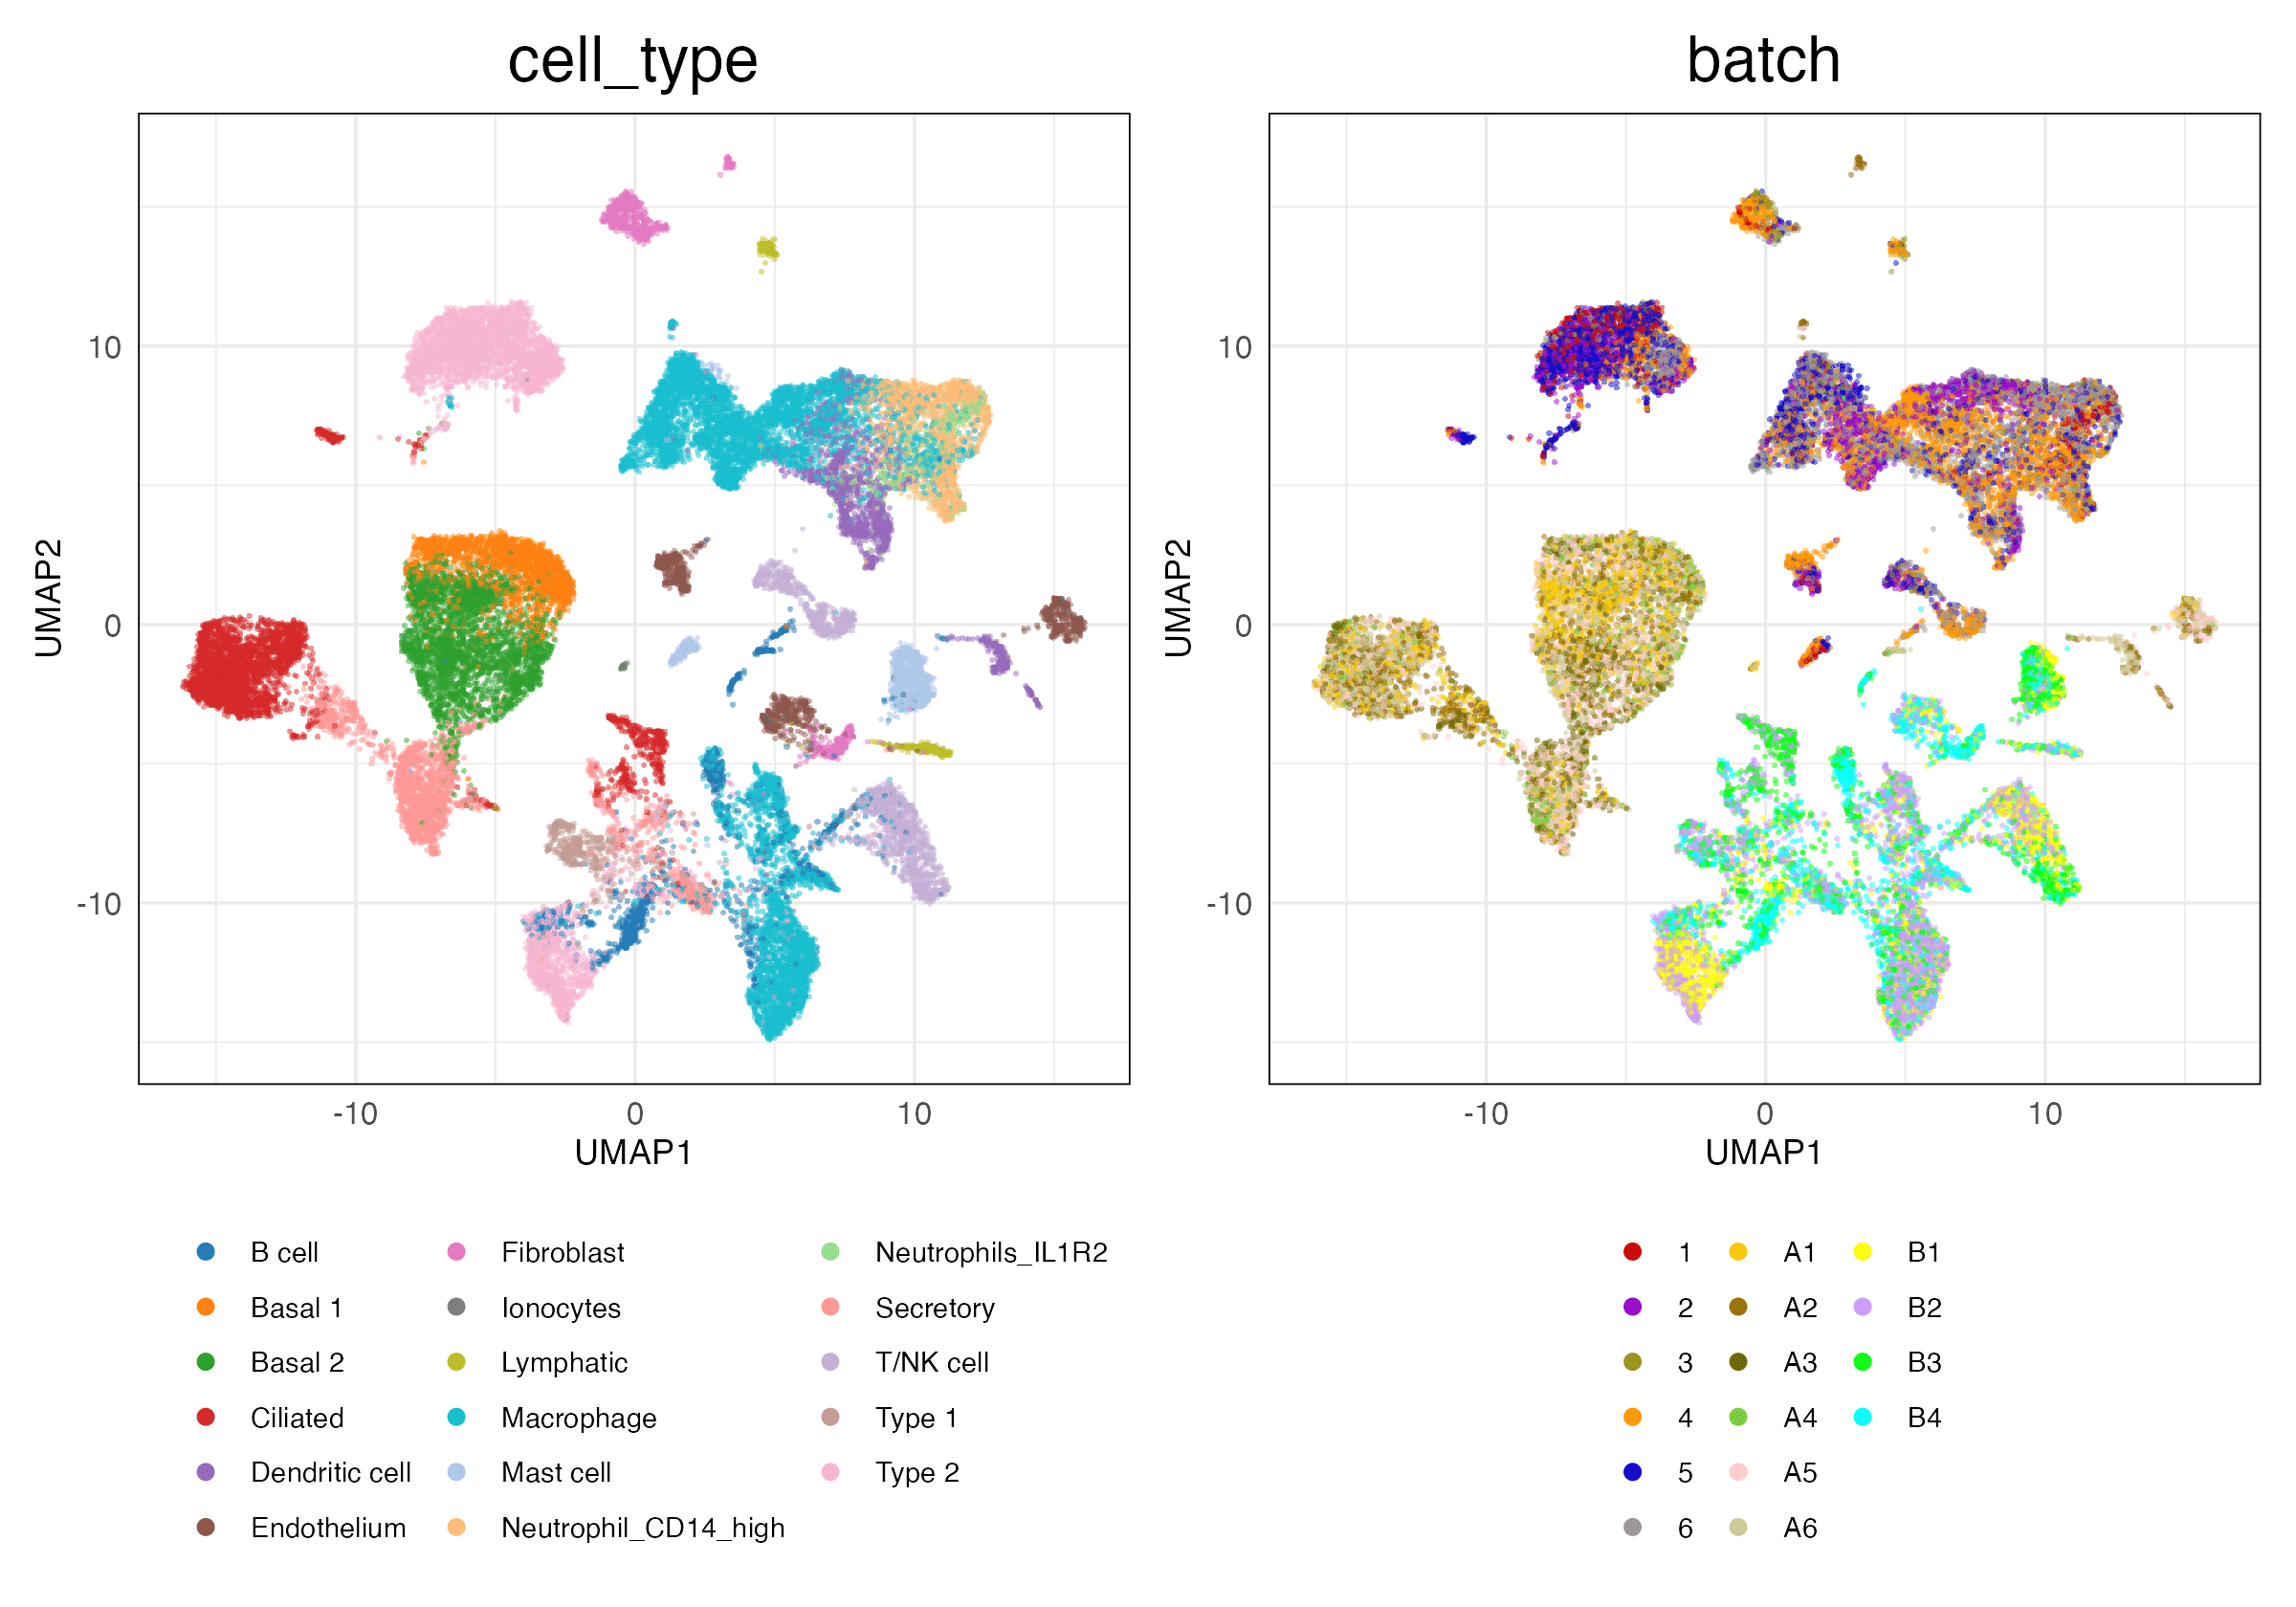 cell_type
batch
10
0
-10
UMAP2
-10
0
10
UMAP1
10
0
-10
UMAP2
-10
0
10
UMAP1
B cell
Basal 1
Basal 2
Ciliated
Dendritic cell
Endothelium
Fibroblast
Ionocytes
Lymphatic
Macrophage
Mast cell
Neutrophil_CD14_high
Neutrophils_IL1R2
Secretory
T/NK cell
Type 1
Type 2
1
2
3
4
5
6
A1
A2
A3
A4
A5
A6
B1
B2
B3
B4